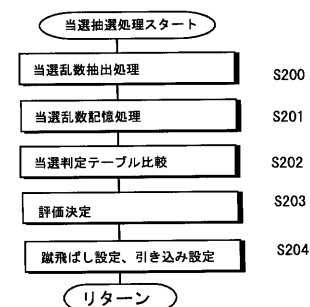 当選抽選処理スタート
当選乱数抽出処理 S200
当選乱数記憶処理 S201
当選判定テーブル比較 S202
評価決定 S203
蹴飛ばし設定、引き込み設定 S204
リターン